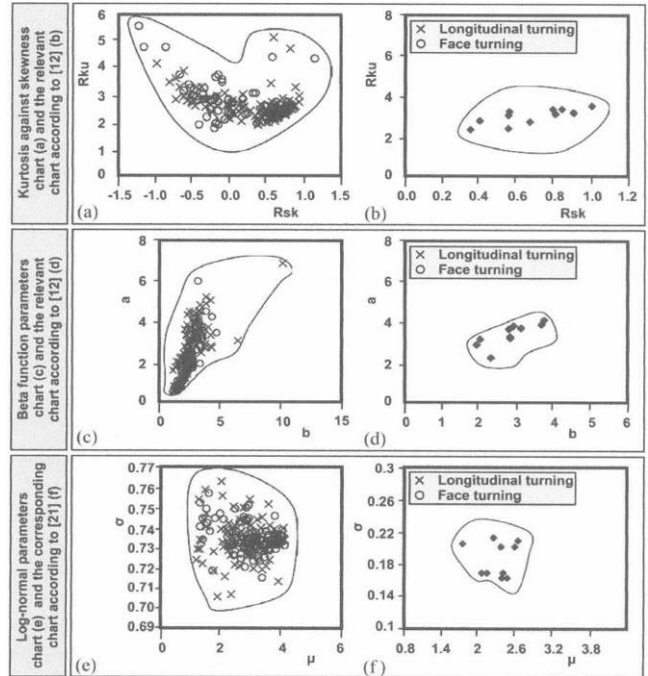 Kurtosis against skewness
chart (a) and the relevant
chart according to [12] (b)
Rku
6
5
4
3
2
1
0
-1.5
-1.0
-0.5
0.0
0.5
1.0
1.5
Rsk
(a)
× Longitudinal turning
○ Face turning
Rku
8
6
4
2
0
0.0
0.2
0.4
0.6
0.8
1.0
1.2
Rsk
(b)
Beta function parameters
chart (c) and the relevant
chart according to [12] (d)
a
8
6
4
2
0
0
5
10
15
b
(c)
× Longitudinal turning
○ Face turning
a
8
6
4
2
0
1
2
3
4
5
6
b
(d)
Log-normal parameters
chart (e) and the corresponding
chart according to [21] (f)
σ
0.77
0.76
0.75
0.74
0.73
0.72
0.71
0.70
0.69
0
2
4
6
μ
(e)
× Longitudinal turning
○ Face turning
σ
0.3
0.26
0.22
0.18
0.14
0.1
0.8
1.4
2
2.6
3.2
3.8
μ
(f)